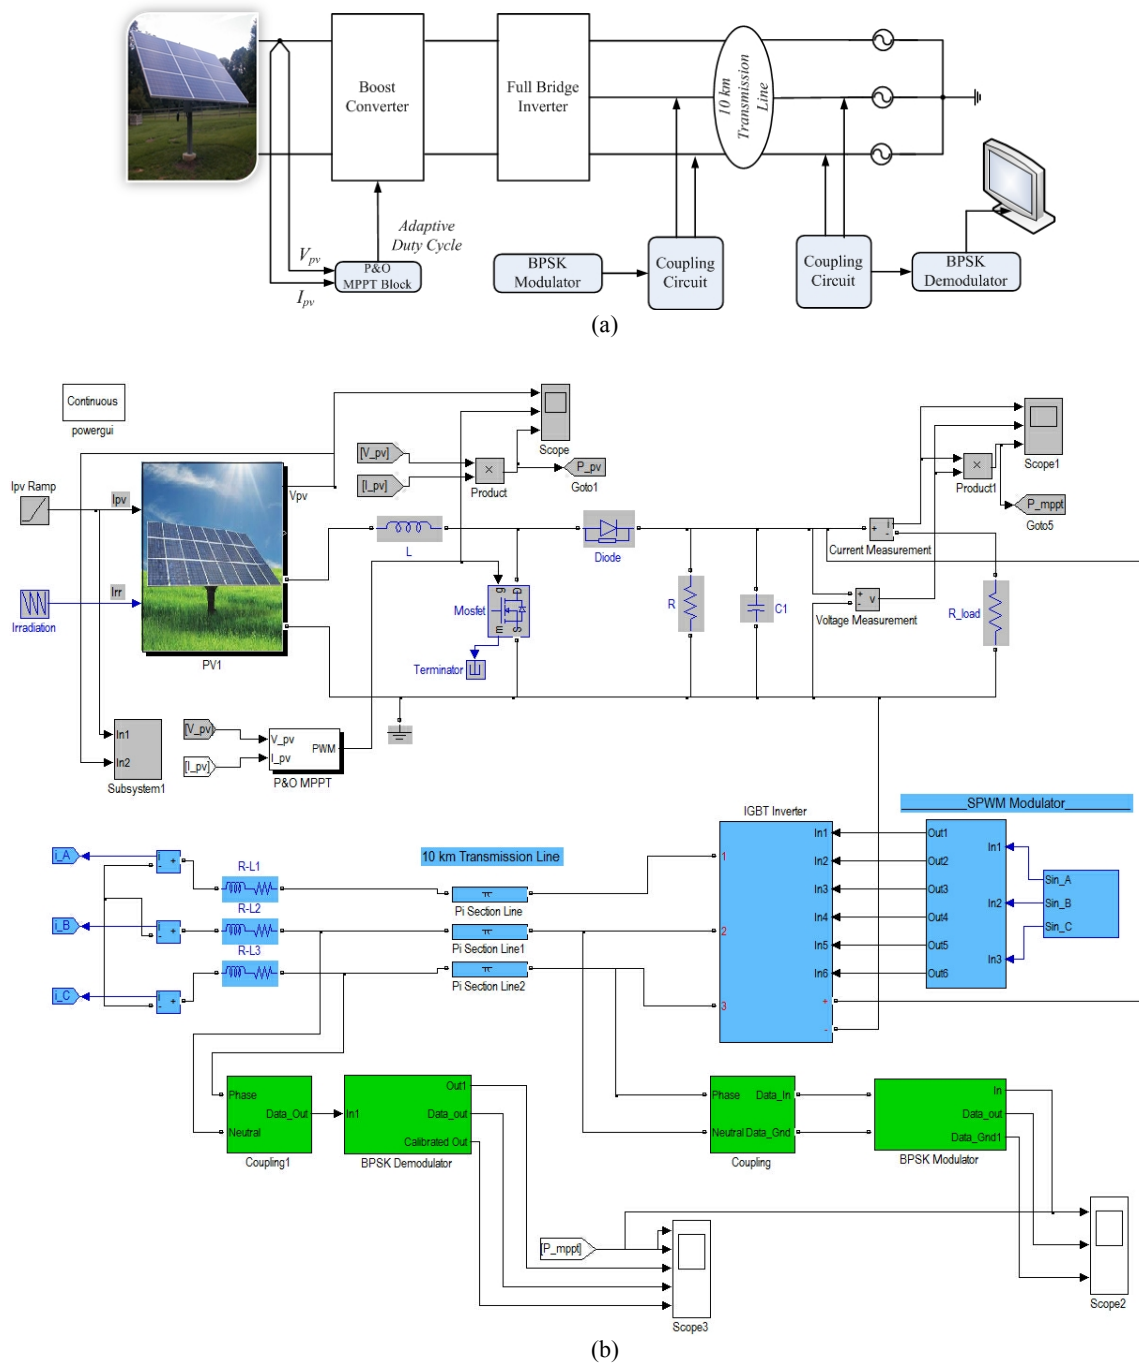 Boost
Converter
Full Bridge
Inverter
10 km
Transmission
Line
Adaptive
Duty Cycle
Vpv
Ipv
P&O
MPPT Block
BPSK
Modulator
Coupling
Circuit
Coupling
Circuit
BPSK
Demodulator
(a)
Continuous
powergui
Ipv Ramp
Ipv
Irr
Irradiation
Vpv
PV1
[V_pv]
[I_pv]
Product
P_pv
Goto1
Scope
L
Mosfet
g
D
m
S
Terminator
Diode
R
C1
+
i
-
Current Measurement
+
-
v
Voltage Measurement
Product1
Scope1
P_mppt
Goto5
R_load
In1
In2
Subsystem1
[V_pv]
[I_pv]
V_pv
I_pv
PWM
P&O MPPT
i_A
i_B
i_C
i
+
-
i
+
-
i
+
-
R-L1
R-L2
R-L3
10 km Transmission Line
Pi Section Line
Pi Section Line1
Pi Section Line2
IGBT Inverter
1
2
3
In1
In2
In3
In4
In5
In6
+
-
SPWM Modulator
Out1
Out2
Out3
Out4
Out5
Out6
In1
In2
In3
Sin_A
Sin_B
Sin_C
Phase
Neutral
Data_Out
Coupling1
in1
Out1
Data_out
Calibrated Out
BPSK Demodulator
Phase
Neutral
Data_In
Data_Gnd
Coupling
In
Data_out
Data_Gnd1
BPSK Modulator
[P_mppt]
Scope3
Scope2
(b)